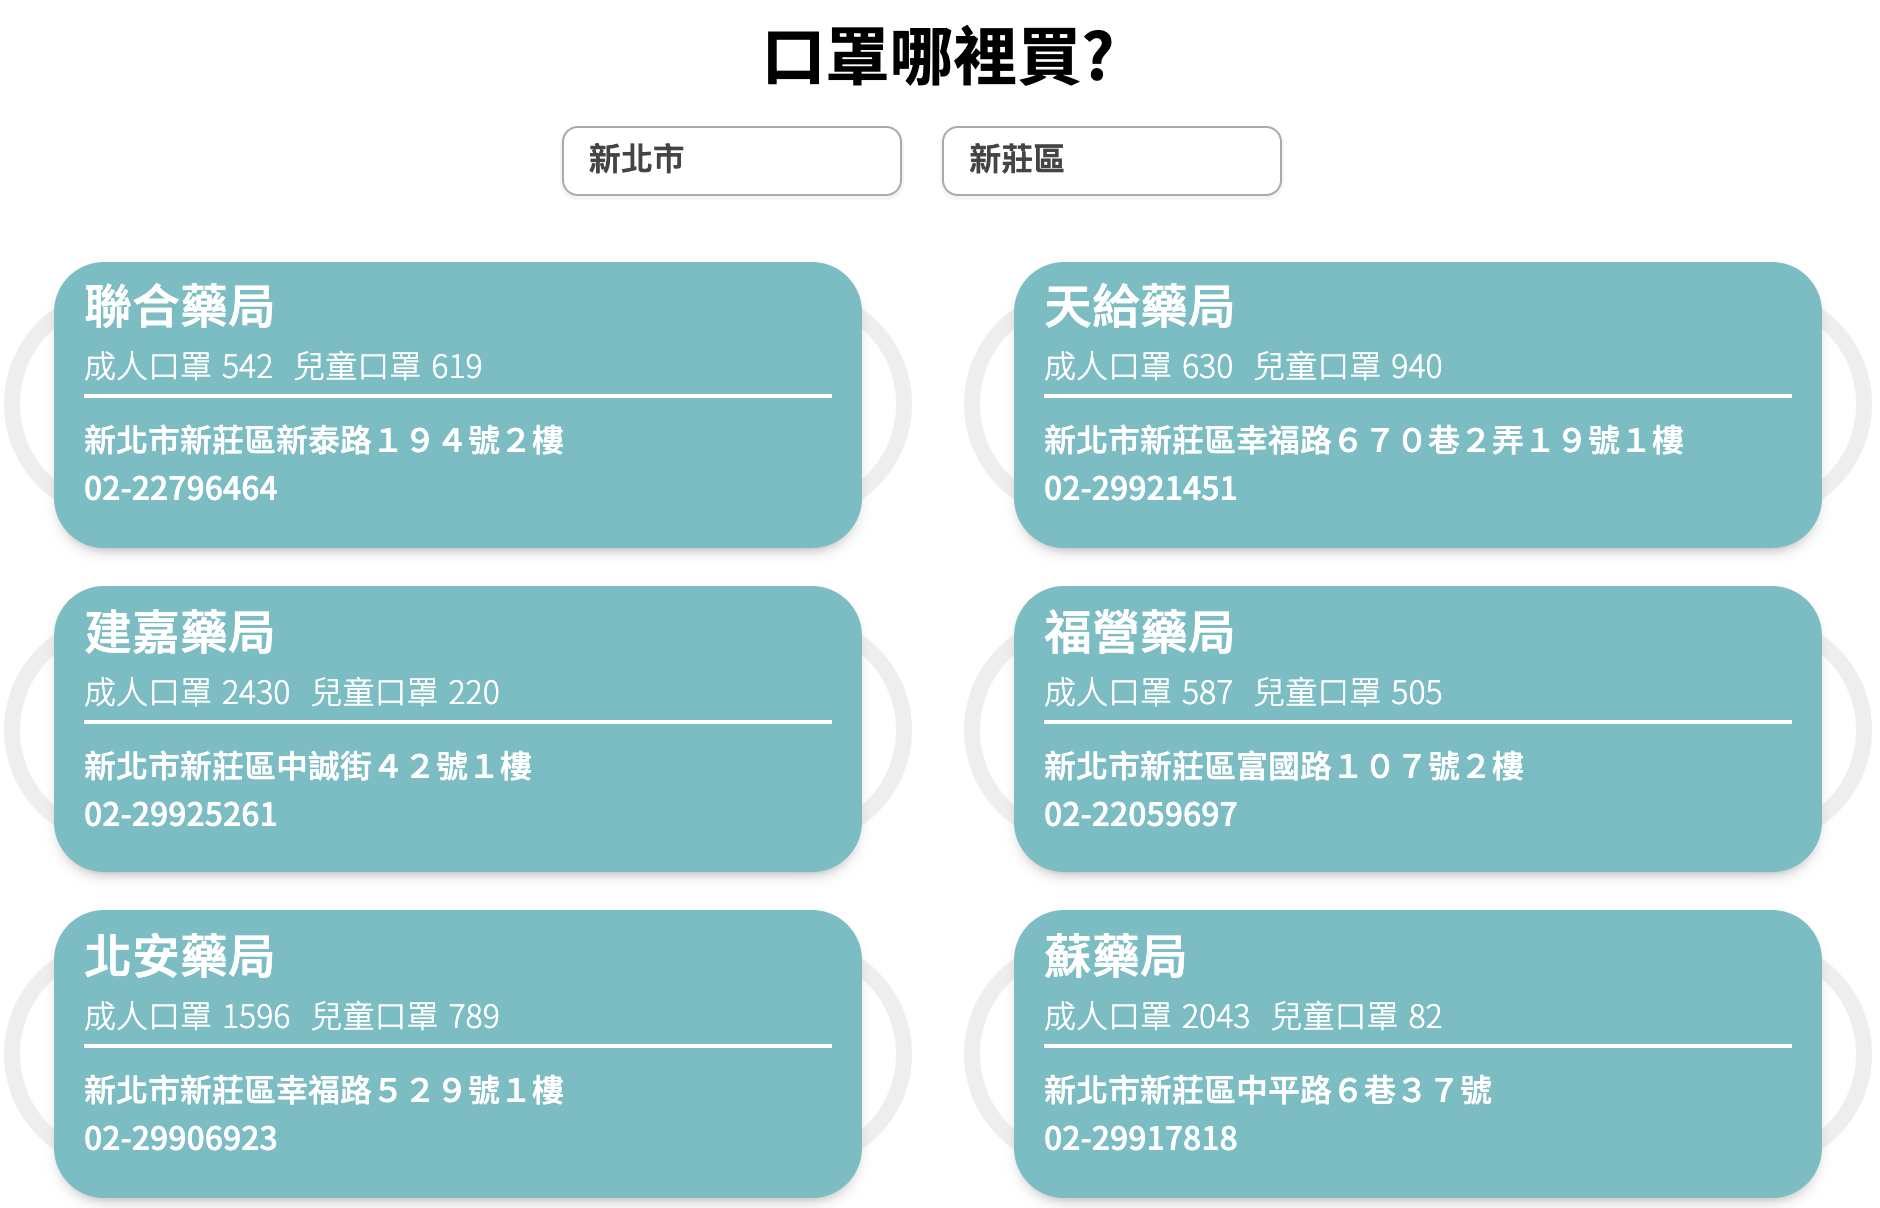 口罩哪裡買?
新北市
新莊區
聯合藥局
成人口罩 542 兒童口罩 619
新北市新莊區新泰路１９４號２樓
02-22796464
天給藥局
成人口罩 630 兒童口罩 940
新北市新莊區幸福路６７０巷２弄１９號１樓
02-29921451
建嘉藥局
成人口罩 2430 兒童口罩 220
新北市新莊區中誠街４２號１樓
02-29925261
福營藥局
成人口罩 587 兒童口罩 505
新北市新莊區富國路１０７號２樓
02-22059697
北安藥局
成人口罩 1596 兒童口罩 789
新北市新莊區幸福路５２９號１樓
02-29906923
蘇藥局
成人口罩 2043 兒童口罩 82
新北市新莊區中平路６巷３７號
02-29917818